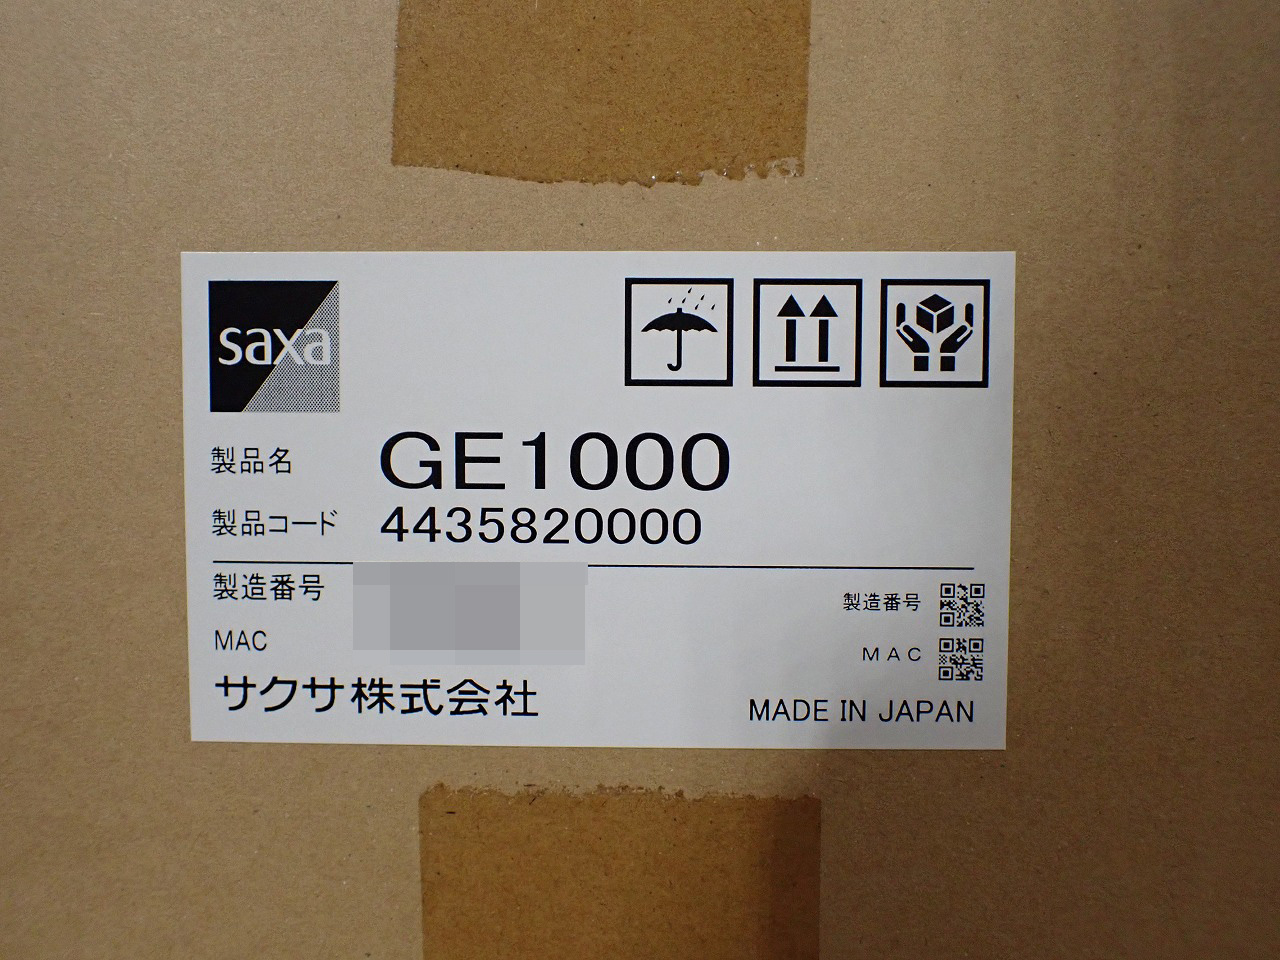 saxa
製品名 GE1000
製品コード 4435820000
製造番号
MAC
製造番号
MAC
サクサ株式会社
MADE IN JAPAN